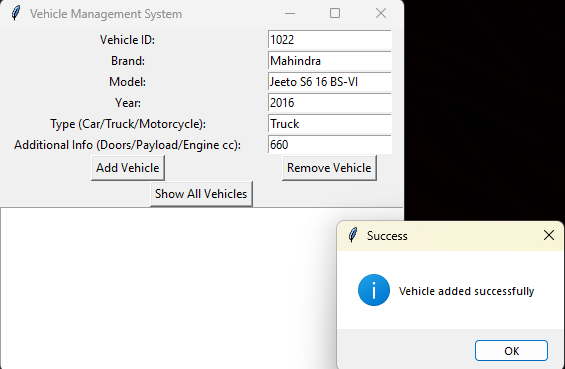 Vehicle Management System
Vehicle ID: 1022
Brand: Mahindra
Model: Jeeto S6 16 BS-VI
Year: 2016
Type (Car/Truck/Motorcycle): Truck
Additional Info (Doors/Payload/Engine cc): 660
Add Vehicle Remove Vehicle
Show All Vehicles
Success
Vehicle added successfully
OK